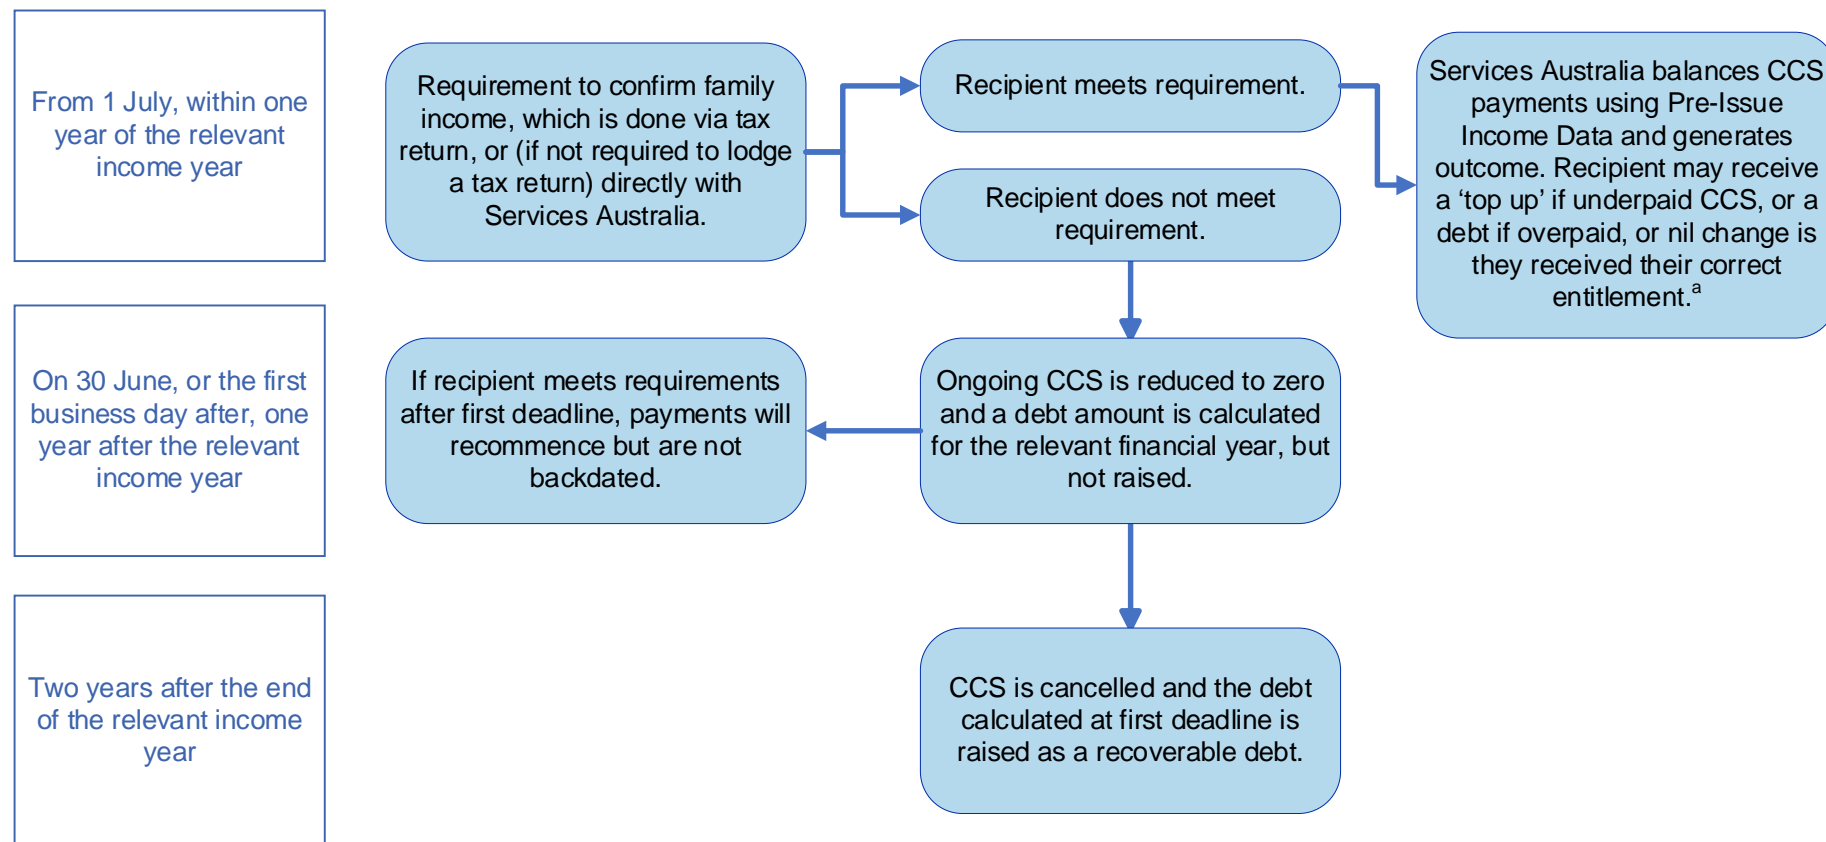 From 1 July, within one
year of the relevant
income year
Requirement to confirm family
income, which is done via tax
return, or (if not required to lodge
a tax return) directly with
Services Australia.
Recipient meets requirement.
Recipient does not meet
requirement.
Services Australia balances CCS
payments using Pre-Issue
Income Data and generates
outcome. Recipient may receive
a ‘top up’ if underpaid CCS, or a
debt if overpaid, or nil change is
they received their correct
entitlement.a
On 30 June, or the first
business day after, one
year after the relevant
income year
If recipient meets requirements
after first deadline, payments will
recommence but are not
backdated.
Ongoing CCS is reduced to zero
and a debt amount is calculated
for the relevant financial year, but
not raised.
Two years after the end
of the relevant income
year
CCS is cancelled and the debt
calculated at first deadline is
raised as a recoverable debt.